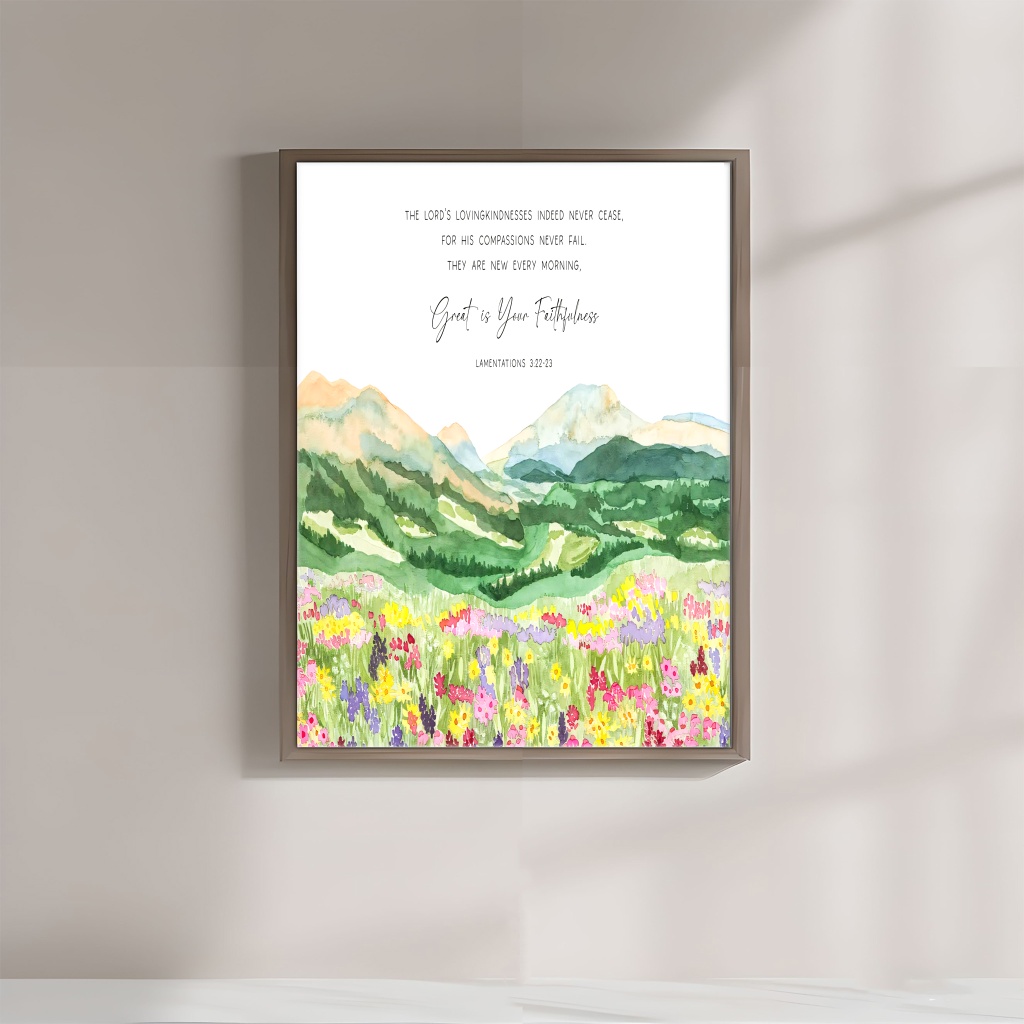 THE LORD'S LOVINGKINDNESSES INDEED NEVER CEASE,
FOR HIS COMPASSIONS NEVER FAIL.
THEY ARE NEW EVERY MORNING,
Great is Your Faithfulness
LAMENTATIONS 3:22-23